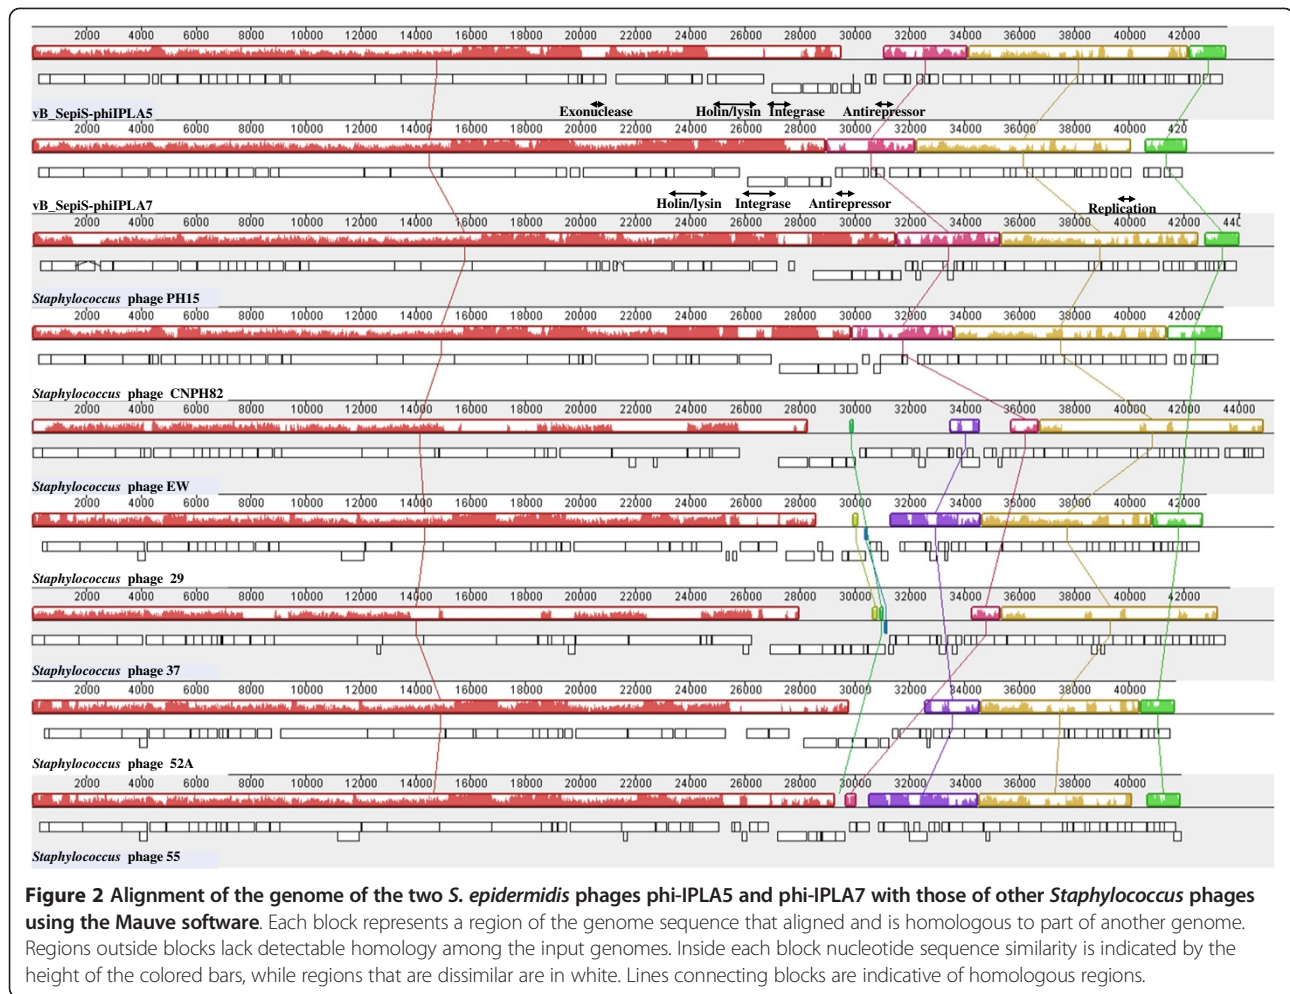 2000 4000 6000 8000 10000 12000 14000 16000 18000 20000 22000 24000 26000 28000 30000 32000 34000 36000 38000 40000 42000
Exonuclease Holin/lysin Integrase Antirepressor
vB_SepiS-phiIPLA5
2000 4000 6000 8000 10000 12000 14000 16000 18000 20000 22000 24000 26000 28000 30000 32000 34000 36000 38000 40000 420
Holin/lysin Integrase Antirepressor Replication
vB_SepiS-phiIPLA7
2000 4000 6000 8000 10000 12000 14000 16000 18000 20000 22000 24000 26000 28000 30000 32000 34000 36000 38000 40000 42000 440
Staphylococcus phage PH15
2000 4000 6000 8000 10000 12000 14000 16000 18000 20000 22000 24000 26000 28000 30000 32000 34000 36000 38000 40000 42000
Staphylococcus phage CNPH82
2000 4000 6000 8000 10000 12000 14000 16000 18000 20000 22000 24000 26000 28000 30000 32000 34000 36000 38000 40000 42000 44000
Staphylococcus phage EW
2000 4000 6000 8000 10000 12000 14000 16000 18000 20000 22000 24000 26000 28000 30000 32000 34000 36000 38000 40000 42000
Staphylococcus phage 29
2000 4000 6000 8000 10000 12000 14000 16000 18000 20000 22000 24000 26000 28000 30000 32000 34000 36000 38000 40000 42000
Staphylococcus phage 37
2000 4000 6000 8000 10000 12000 14000 16000 18000 20000 22000 24000 26000 28000 30000 32000 34000 36000 38000 40000
Staphylococcus phage 52A
2000 4000 6000 8000 10000 12000 14000 16000 18000 20000 22000 24000 26000 28000 30000 32000 34000 36000 38000 40000
Staphylococcus phage 55
Figure 2 Alignment of the genome of the two S. epidermidis phages phi-IPLA5 and phi-IPLA7 with those of other Staphylococcus phages
using the Mauve software. Each block represents a region of the genome sequence that aligned and is homologous to part of another genome.
Regions outside blocks lack detectable homology among the input genomes. Inside each block nucleotide sequence similarity is indicated by the
height of the colored bars, while regions that are dissimilar are in white. Lines connecting blocks are indicative of homologous regions.